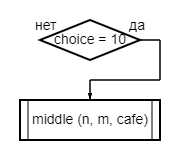 нет да
choice = 10
middle (n, m, cafe)